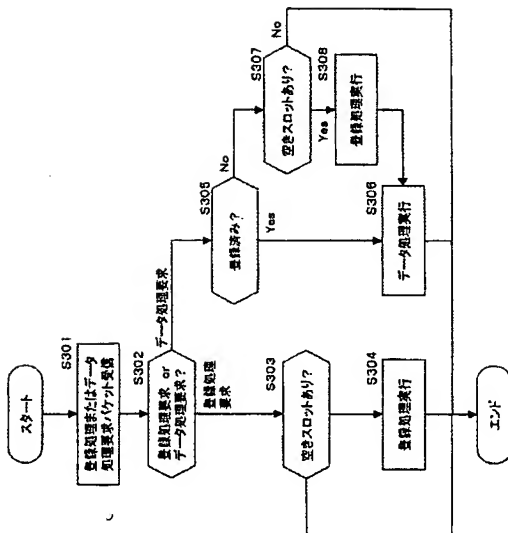 スタート
S301
登録処理またはデータ
処理要求パケット受信
S302
登録処理要求 or
データ処理要求?
データ処理要求
登録処理
要求
S303
空きスロットあり?
S304
登録処理実行
S305
登録済み?
No
Yes
S307
空きスロットあり?
No
Yes
S308
登録処理実行
S306
データ処理実行
エンド